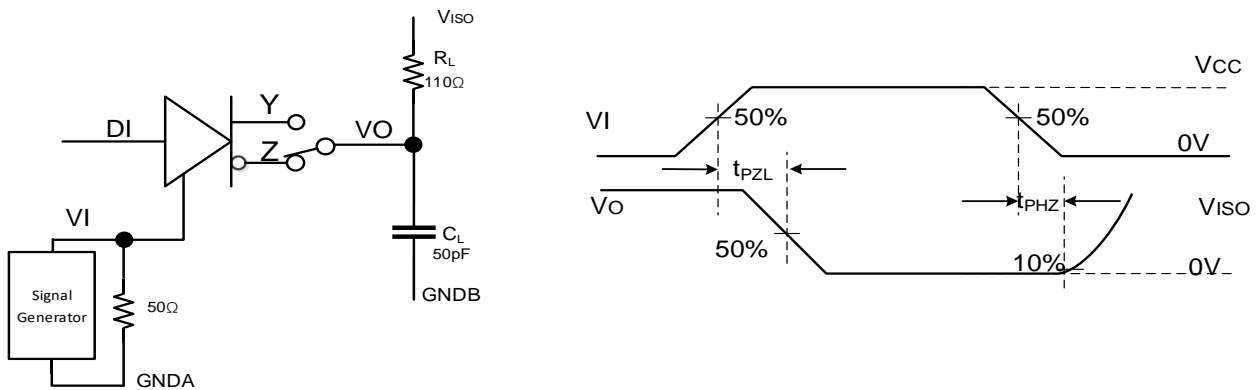 VISO
RL
110Ω
Y
DI
Z
VO
VI
CL
50pF
Signal
Generator
50Ω
GNDB
GNDA
VCC
VI
50%
50%
0V
tPZL
VO
tPHZ
VISO
50%
10%
0V